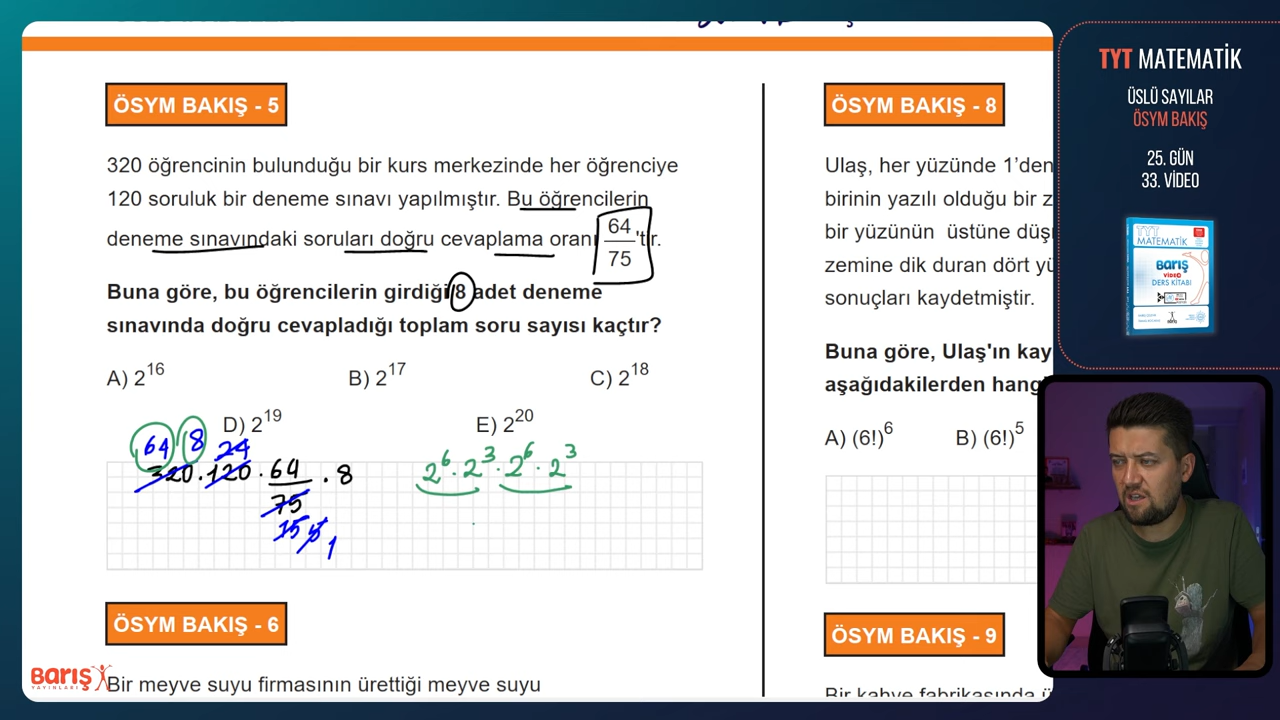 ÖSYM BAKIŞ - 5
320 öğrencinin bulunduğu bir kurs merkezinde her öğrenciye
120 soruluk bir deneme sınavı yapılmıştır. Bu öğrencilerin
deneme sınavındaki soruları doğru cevaplama oranı 64/75 'tir.
Buna göre, bu öğrencilerin girdiği 8 adet deneme
sınavında doğru cevapladığı toplam soru sayısı kaçtır?
A) 2^16 B) 2^17 C) 2^18
D) 2^19 E) 2^20
64 8 24
320 . 120 . 64/75 . 8
15 5 1
2^6 . 2^3 . 2^6 . 2^3
ÖSYM BAKIŞ - 6
Bir meyve suyu firmasının ürettiği meyve suyu
BARIŞ
YAYINLARI
ÖSYM BAKIŞ - 8
Ulaş, her yüzünde 1'den
birinin yazılı olduğu bir z
bir yüzünün üstüne düş
zemine dik duran dört yü
sonuçları kaydetmiştir.
Buna göre, Ulaş'ın kay
aşağıdakilerden hang
A) (6!)^6 B) (6!)^5
ÖSYM BAKIŞ - 9
Bir kahve fabrikasında ü
TYT MATEMATİK
ÜSLÜ SAYILAR
ÖSYM BAKIŞ
25. GÜN
33. VİDEO
TYT
MATEMATİK
BARIŞ
VİDEO
DERS KİTABI